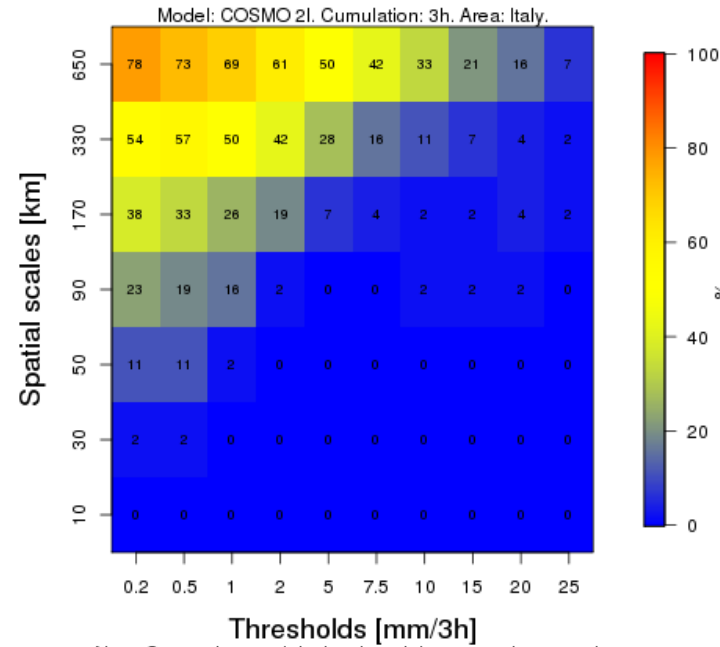 Model: COSMO 2I. Cumulation: 3h. Area: Italy.
Spatial scales [km]
650 78 73 69 61 50 42 33 21 16 7
330 54 57 50 42 28 16 11 7 4 2
170 38 33 26 19 7 4 2 2 4 2
90 23 19 16 2 0 0 2 2 2 0
50 11 11 2 0 0 0 0 0 0 0
30 2 2 0 0 0 0 0 0 0 0
10 0 0 0 0 0 0 0 0 0 0
0.2 0.5 1 2 5 7.5 10 15 20 25
Thresholds [mm/3h]
100
80
60
40
20
0
%